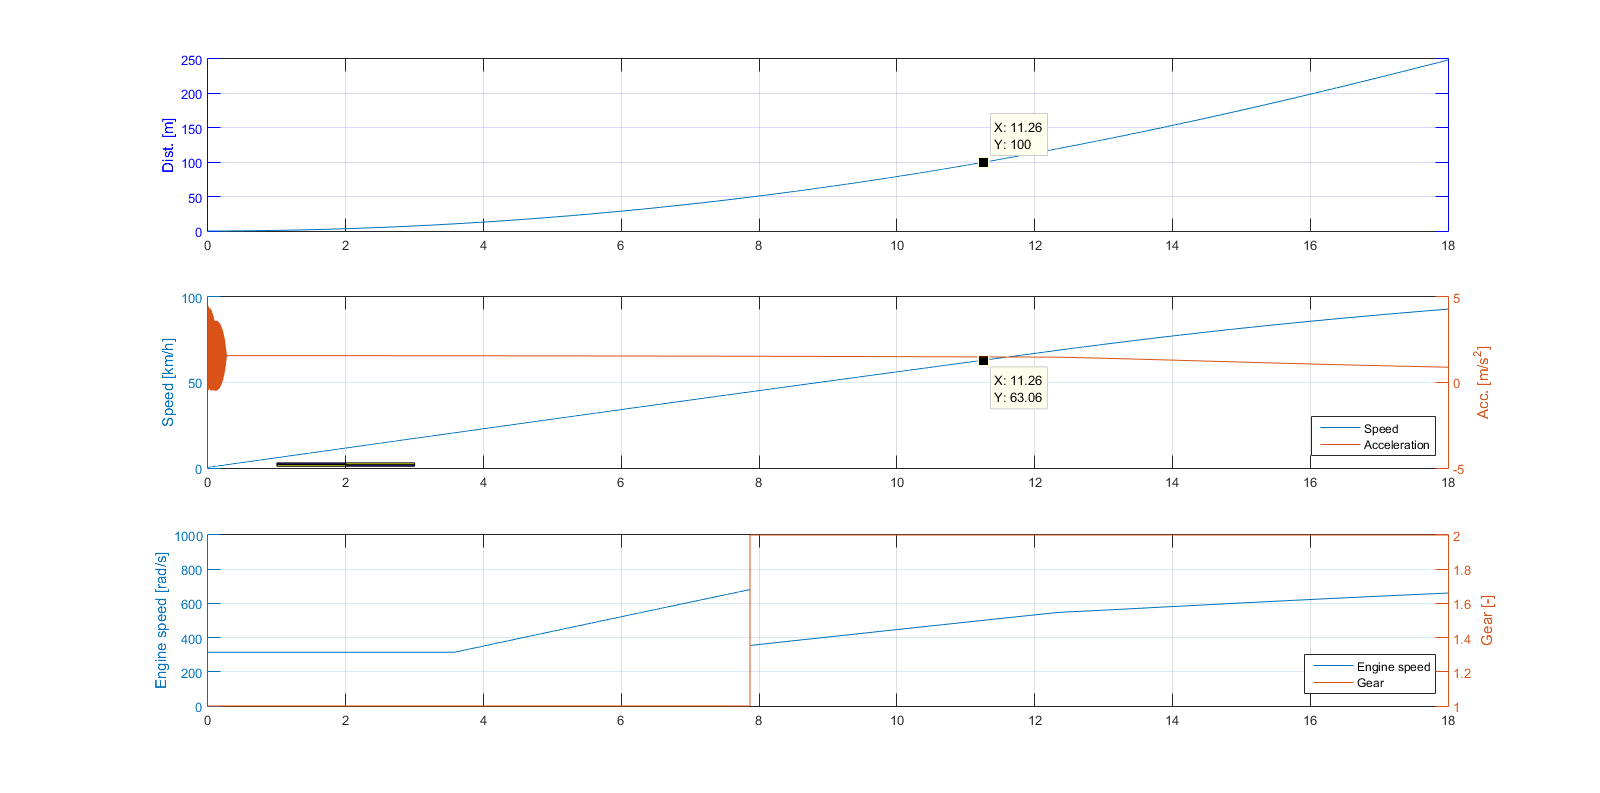 250
200
150
100
50
0
Dist. [m]
X: 11.26
Y: 100
0 2 4 6 8 10 12 14 16 18
100
50
0
Speed [km/h]
5
0
-5
Acc. [m/s²]
X: 11.26
Y: 63.06
Speed
Acceleration
0 2 4 6 8 10 12 14 16 18
1000
800
600
400
200
0
Engine speed [rad/s]
2
1.8
1.6
1.4
1.2
1
Gear [-]
Engine speed
Gear
0 2 4 6 8 10 12 14 16 18